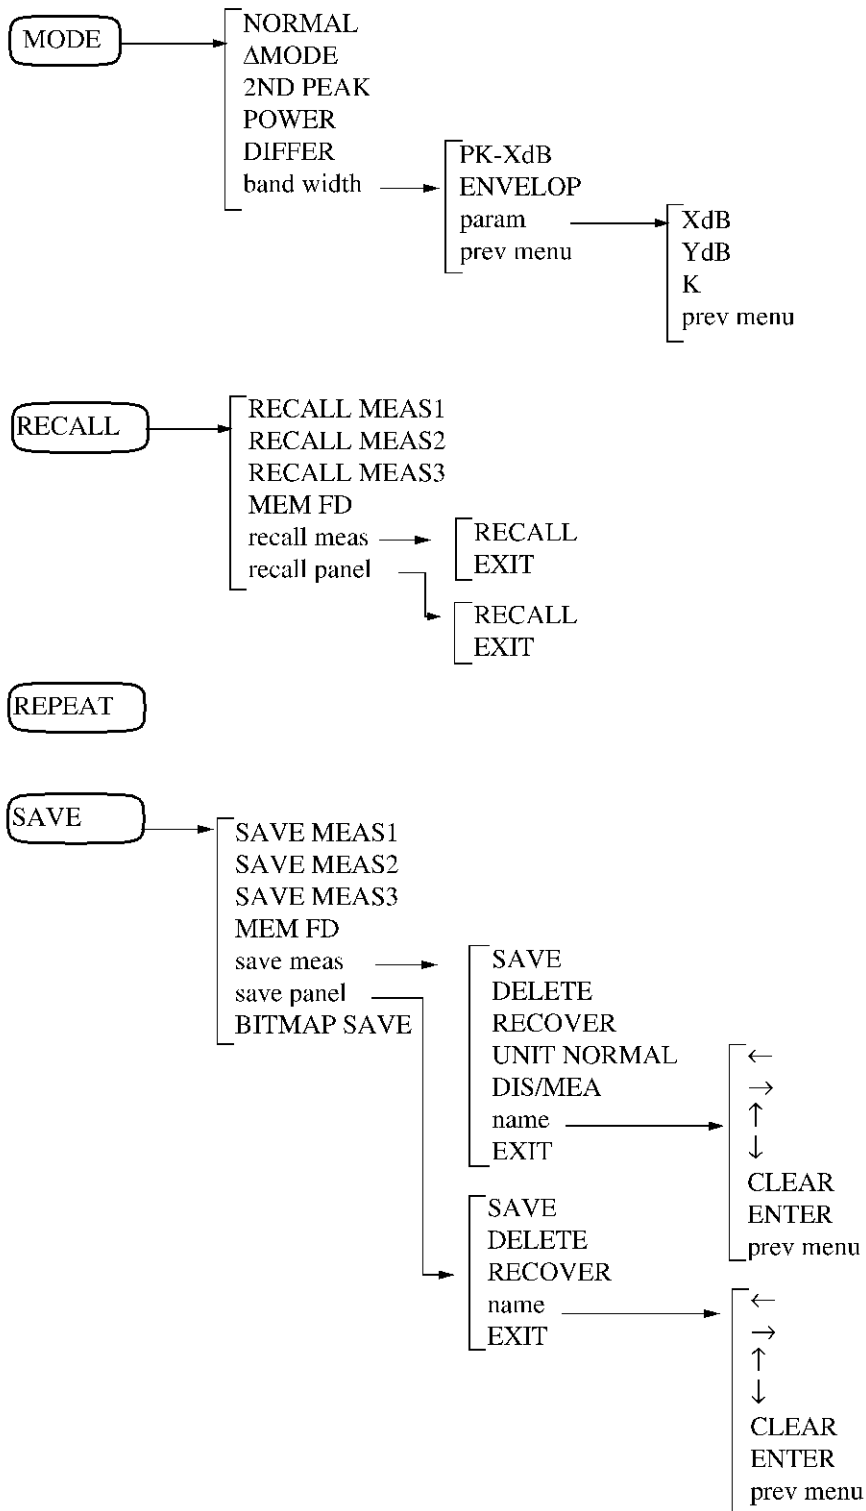 MODE
NORMAL
ΔMODE
2ND PEAK
POWER
DIFFER
band width
PK-XdB
ENVELOP
param
prev menu
XdB
YdB
K
prev menu
RECALL
RECALL MEAS1
RECALL MEAS2
RECALL MEAS3
MEM FD
recall meas
recall panel
RECALL
EXIT
RECALL
EXIT
REPEAT
SAVE
SAVE MEAS1
SAVE MEAS2
SAVE MEAS3
MEM FD
save meas
save panel
BITMAP SAVE
SAVE
DELETE
RECOVER
UNIT NORMAL
DIS/MEA
name
EXIT
←
→
↑
↓
CLEAR
ENTER
prev menu
SAVE
DELETE
RECOVER
name
EXIT
←
→
↑
↓
CLEAR
ENTER
prev menu